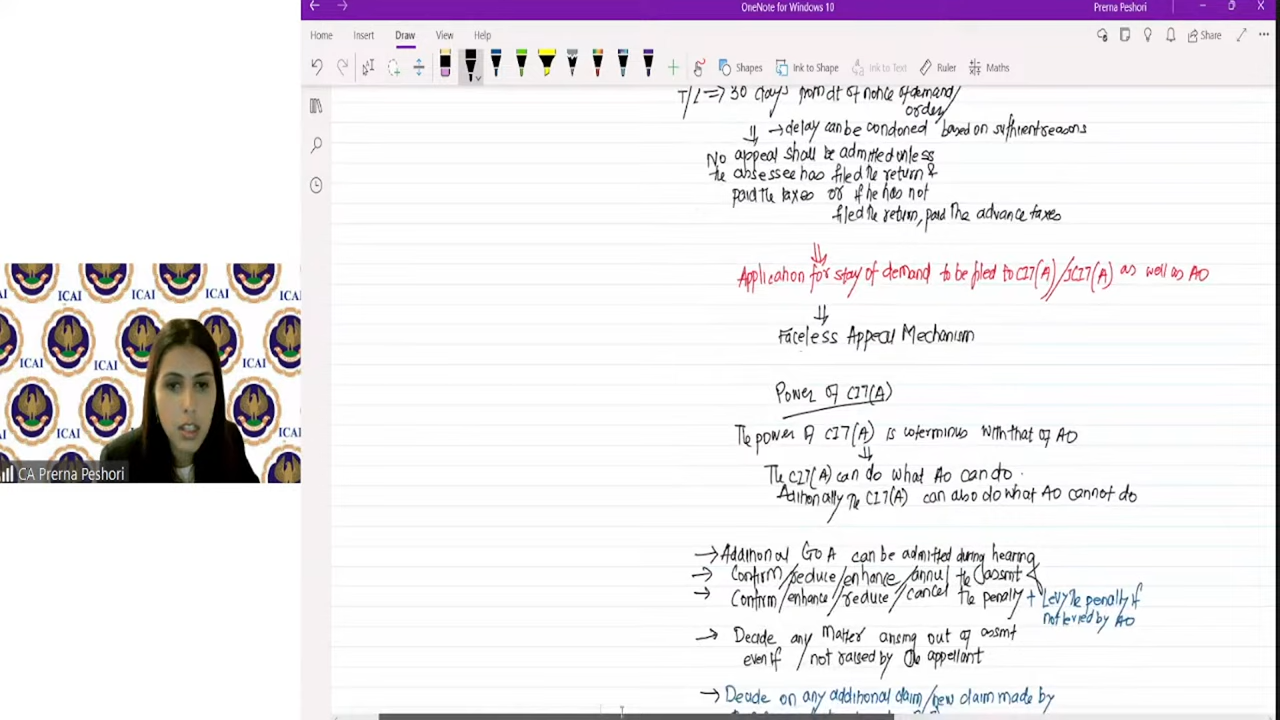 OneNote for Windows 10
Prerna Peshori
Home Insert Draw View Help
Share
Shapes
Ink to Shape
Ink to Text
Ruler
Maths
T/L => 30 days from dt of notice of demand/
order
→ delay can be condoned based on sufficient reasons
No appeal shall be admitted unless
the assessee has filed the return &
paid the taxes or if he has not
filed the return, paid the advance taxes
Application for stay of demand to be filed to CIT(A)/JCIT(A) as well as AO
Faceless Appeal Mechanism
Power of CIT(A)
The power of CIT(A) is coterminus with that of AO
The CIT(A) can do what AO can do.
Aditionally the CIT(A) can also do what AO cannot do
→ Additional GoA can be admitted during hearing
→ Confirm/reduce/enhance/annul the assmt
→ Confirm/enhance/reduce/cancel the penalty + Levy the penalty if
not levied by AO
→ Decide any matter arising out of assmt
even if not raised by the appellant
→ Decide on any additional claim/new claim made by
ICAI
ICAI
ICAI
ICAI
ICAI
ICAI
CA Prerna Peshori